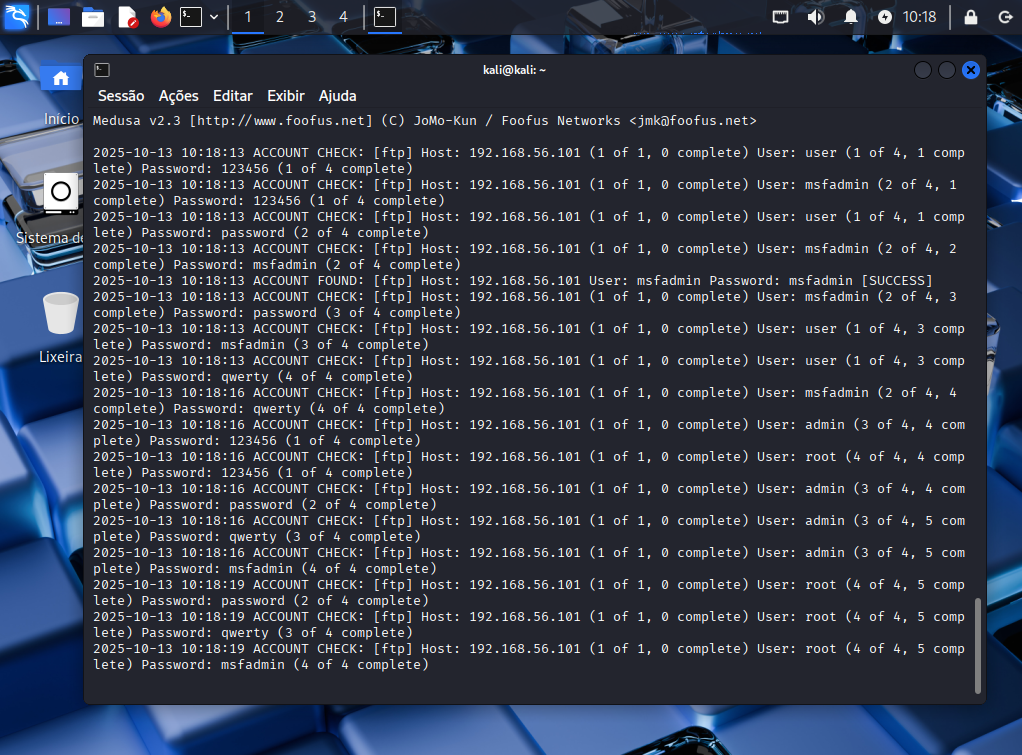 1 2 3 4 10:18
kali@kali: ~
Sessão Ações Editar Exibir Ajuda
Início
Sistema de
Lixeira
Medusa v2.3 [http://www.foofus.net] (C) JoMo-Kun / Foofus Networks <jmk@foofus.net>
2025-10-13 10:18:13 ACCOUNT CHECK: [ftp] Host: 192.168.56.101 (1 of 1, 0 complete) User: user (1 of 4, 1 comp
lete) Password: 123456 (1 of 4 complete)
2025-10-13 10:18:13 ACCOUNT CHECK: [ftp] Host: 192.168.56.101 (1 of 1, 0 complete) User: msfadmin (2 of 4, 1
complete) Password: 123456 (1 of 4 complete)
2025-10-13 10:18:13 ACCOUNT CHECK: [ftp] Host: 192.168.56.101 (1 of 1, 0 complete) User: user (1 of 4, 1 comp
lete) Password: password (2 of 4 complete)
2025-10-13 10:18:13 ACCOUNT CHECK: [ftp] Host: 192.168.56.101 (1 of 1, 0 complete) User: msfadmin (2 of 4, 2
complete) Password: msfadmin (2 of 4 complete)
2025-10-13 10:18:13 ACCOUNT FOUND: [ftp] Host: 192.168.56.101 User: msfadmin Password: msfadmin [SUCCESS]
2025-10-13 10:18:13 ACCOUNT CHECK: [ftp] Host: 192.168.56.101 (1 of 1, 0 complete) User: msfadmin (2 of 4, 3
complete) Password: password (3 of 4 complete)
2025-10-13 10:18:13 ACCOUNT CHECK: [ftp] Host: 192.168.56.101 (1 of 1, 0 complete) User: user (1 of 4, 3 comp
lete) Password: msfadmin (3 of 4 complete)
2025-10-13 10:18:13 ACCOUNT CHECK: [ftp] Host: 192.168.56.101 (1 of 1, 0 complete) User: user (1 of 4, 3 comp
lete) Password: qwerty (4 of 4 complete)
2025-10-13 10:18:16 ACCOUNT CHECK: [ftp] Host: 192.168.56.101 (1 of 1, 0 complete) User: msfadmin (2 of 4, 4
complete) Password: qwerty (4 of 4 complete)
2025-10-13 10:18:16 ACCOUNT CHECK: [ftp] Host: 192.168.56.101 (1 of 1, 0 complete) User: admin (3 of 4, 4 com
plete) Password: 123456 (1 of 4 complete)
2025-10-13 10:18:16 ACCOUNT CHECK: [ftp] Host: 192.168.56.101 (1 of 1, 0 complete) User: root (4 of 4, 4 comp
lete) Password: 123456 (1 of 4 complete)
2025-10-13 10:18:16 ACCOUNT CHECK: [ftp] Host: 192.168.56.101 (1 of 1, 0 complete) User: admin (3 of 4, 4 com
plete) Password: password (2 of 4 complete)
2025-10-13 10:18:16 ACCOUNT CHECK: [ftp] Host: 192.168.56.101 (1 of 1, 0 complete) User: admin (3 of 4, 5 com
plete) Password: qwerty (3 of 4 complete)
2025-10-13 10:18:16 ACCOUNT CHECK: [ftp] Host: 192.168.56.101 (1 of 1, 0 complete) User: admin (3 of 4, 5 com
plete) Password: msfadmin (4 of 4 complete)
2025-10-13 10:18:19 ACCOUNT CHECK: [ftp] Host: 192.168.56.101 (1 of 1, 0 complete) User: root (4 of 4, 5 comp
lete) Password: password (2 of 4 complete)
2025-10-13 10:18:19 ACCOUNT CHECK: [ftp] Host: 192.168.56.101 (1 of 1, 0 complete) User: root (4 of 4, 5 comp
lete) Password: qwerty (3 of 4 complete)
2025-10-13 10:18:19 ACCOUNT CHECK: [ftp] Host: 192.168.56.101 (1 of 1, 0 complete) User: root (4 of 4, 5 comp
lete) Password: msfadmin (4 of 4 complete)